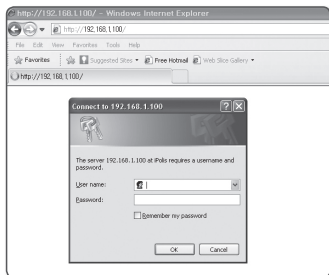 http://192.168.1.100/ - Windows Internet Explorer
http://192.168.1.100/
File Edit View Favorites Tools Help
Favorites Suggested Sites Free Hotmail Web Slice Gallery
http://192.168.1.100/
Connect to 192.168.1.100
The server 192.168.1.100 at iPolis requires a username and
password.
User name:
Password:
Remember my password
OK Cancel